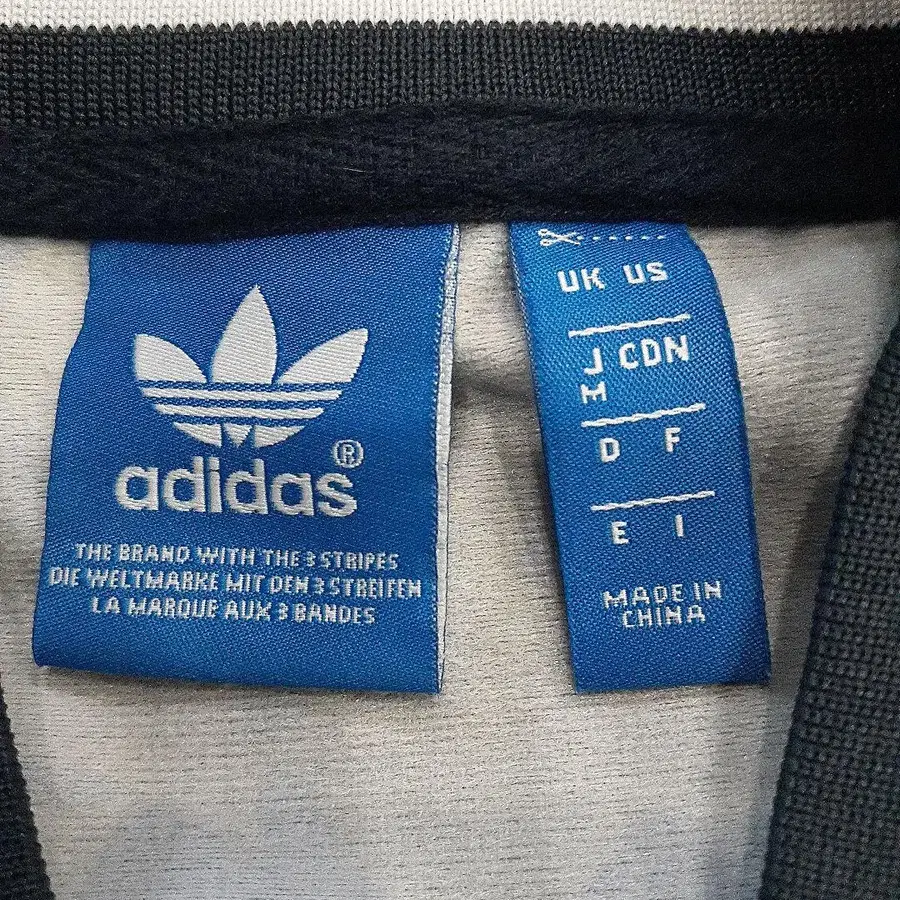 adidas®
THE BRAND WITH THE 3 STRIPES
DIE WELTMARKE MIT DEN 3 STREIFEN
LA MARQUE AUX 3 BANDES
UK US
J CDN
M
D F
E I
MADE IN
CHINA